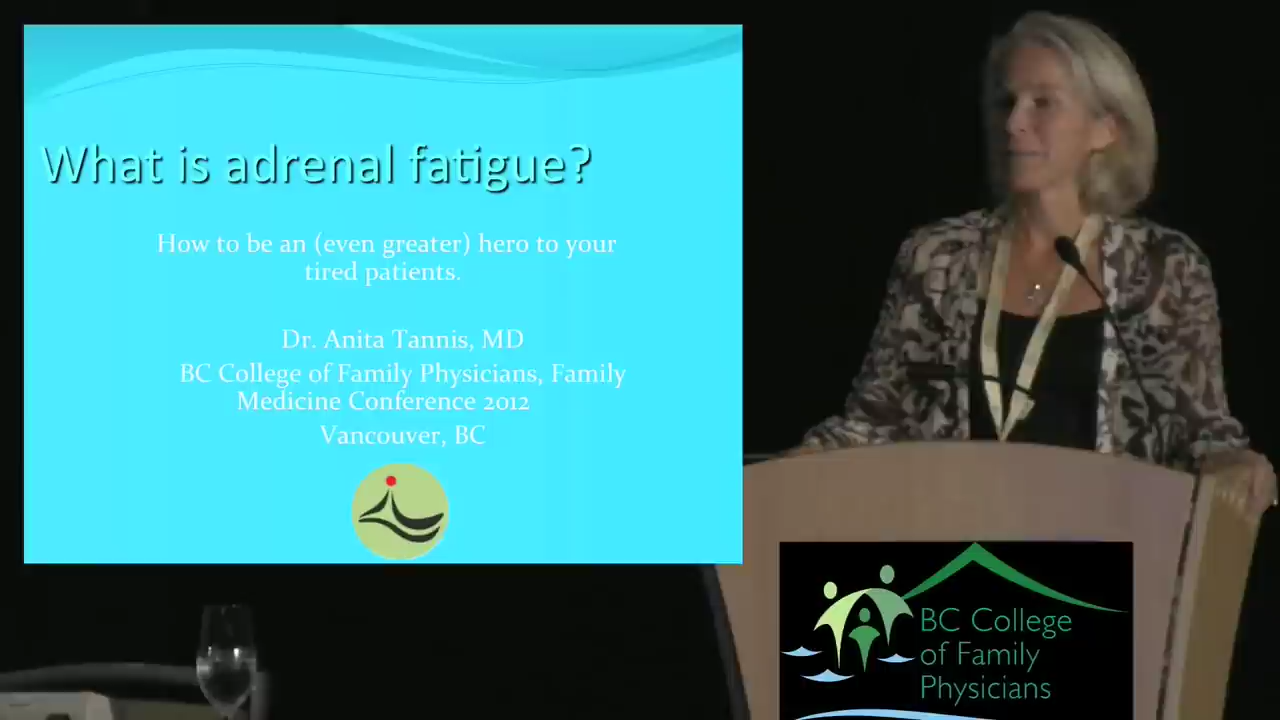 What is adrenal fatigue?
How to be an (even greater) hero to your
tired patients.
Dr. Anita Tannis, MD
BC College of Family Physicians, Family
Medicine Conference 2012
Vancouver, BC
BC College
of Family
Physicians